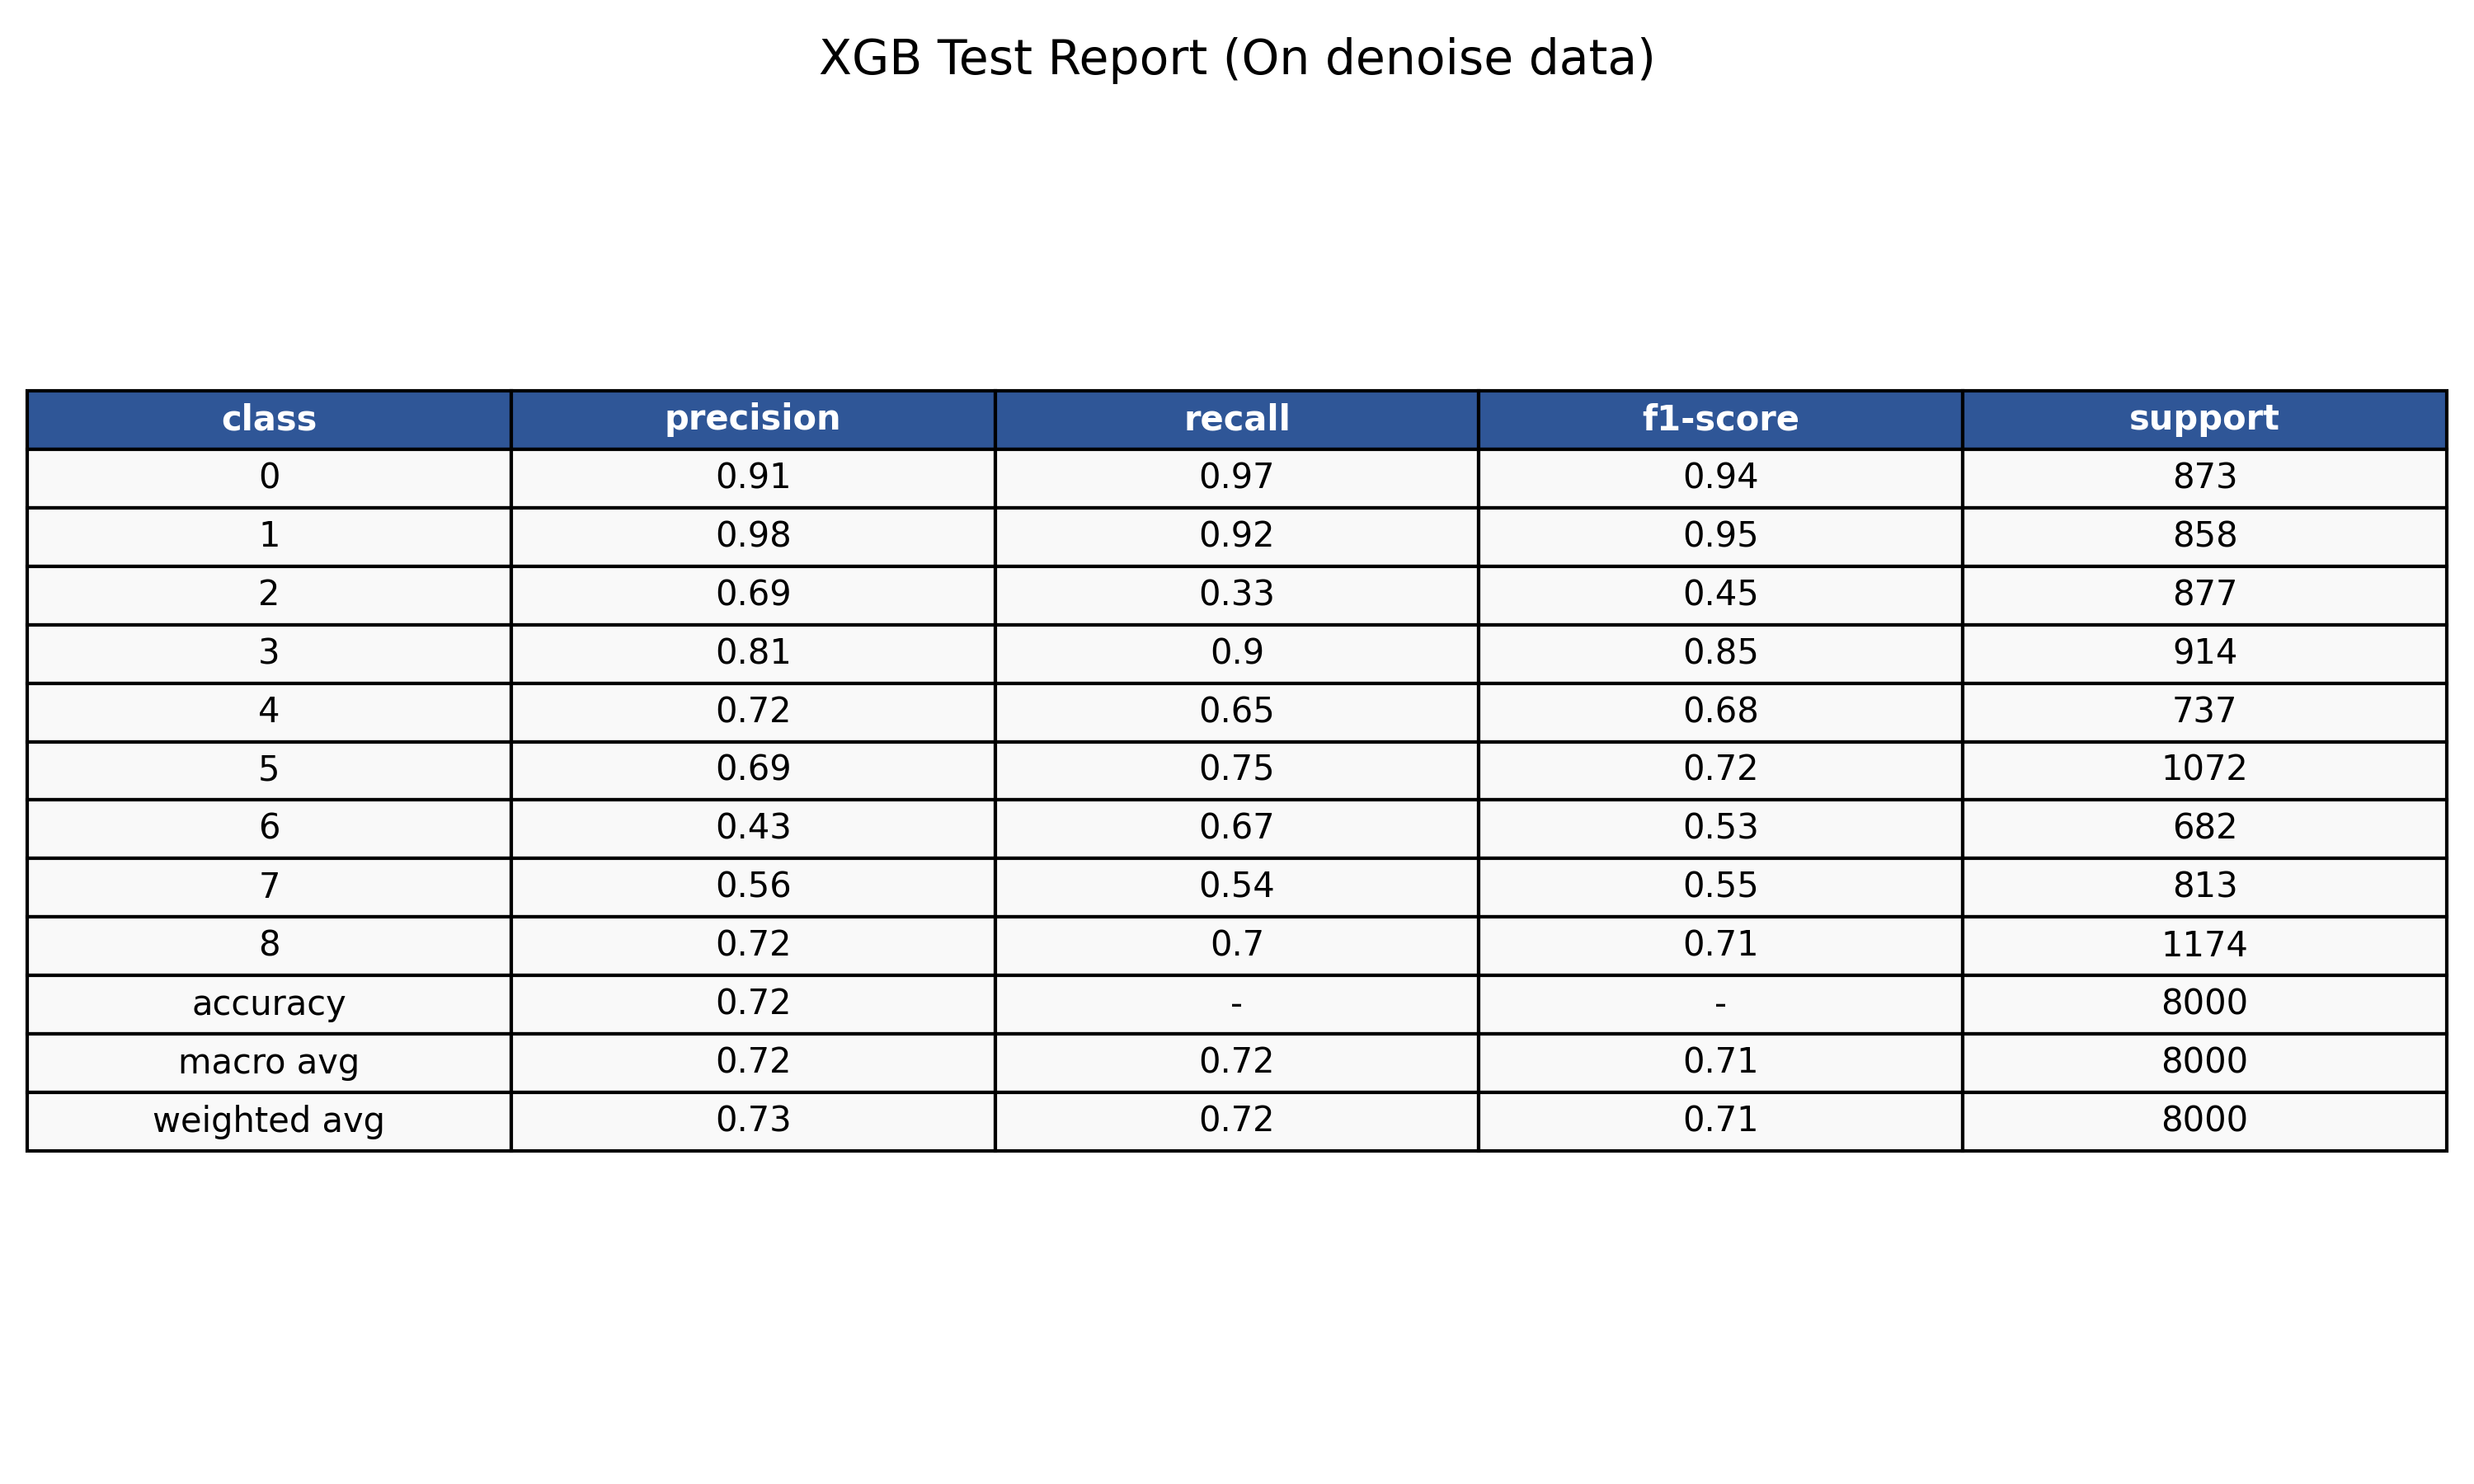 XGB Test Report (On denoise data)
class precision recall f1-score support
0 0.91 0.97 0.94 873
1 0.98 0.92 0.95 858
2 0.69 0.33 0.45 877
3 0.81 0.9 0.85 914
4 0.72 0.65 0.68 737
5 0.69 0.75 0.72 1072
6 0.43 0.67 0.53 682
7 0.56 0.54 0.55 813
8 0.72 0.7 0.71 1174
accuracy 0.72 - - 8000
macro avg 0.72 0.72 0.71 8000
weighted avg 0.73 0.72 0.71 8000